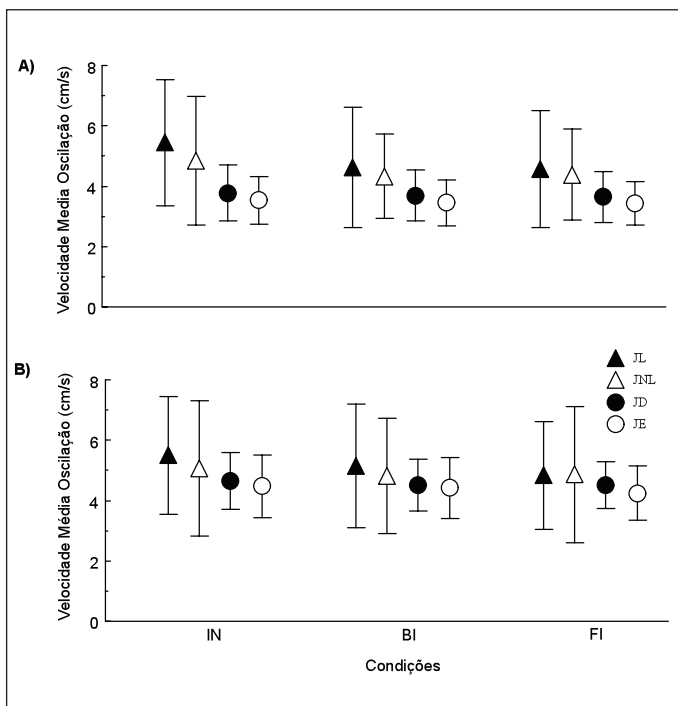 A)
Velocidade Media Oscilação (cm/s)
8
6
4
2
0
B)
Velocidade Média Oscilação (cm/s)
8
6
4
2
0
JL
JNL
JD
JE
IN BI FI
Condições